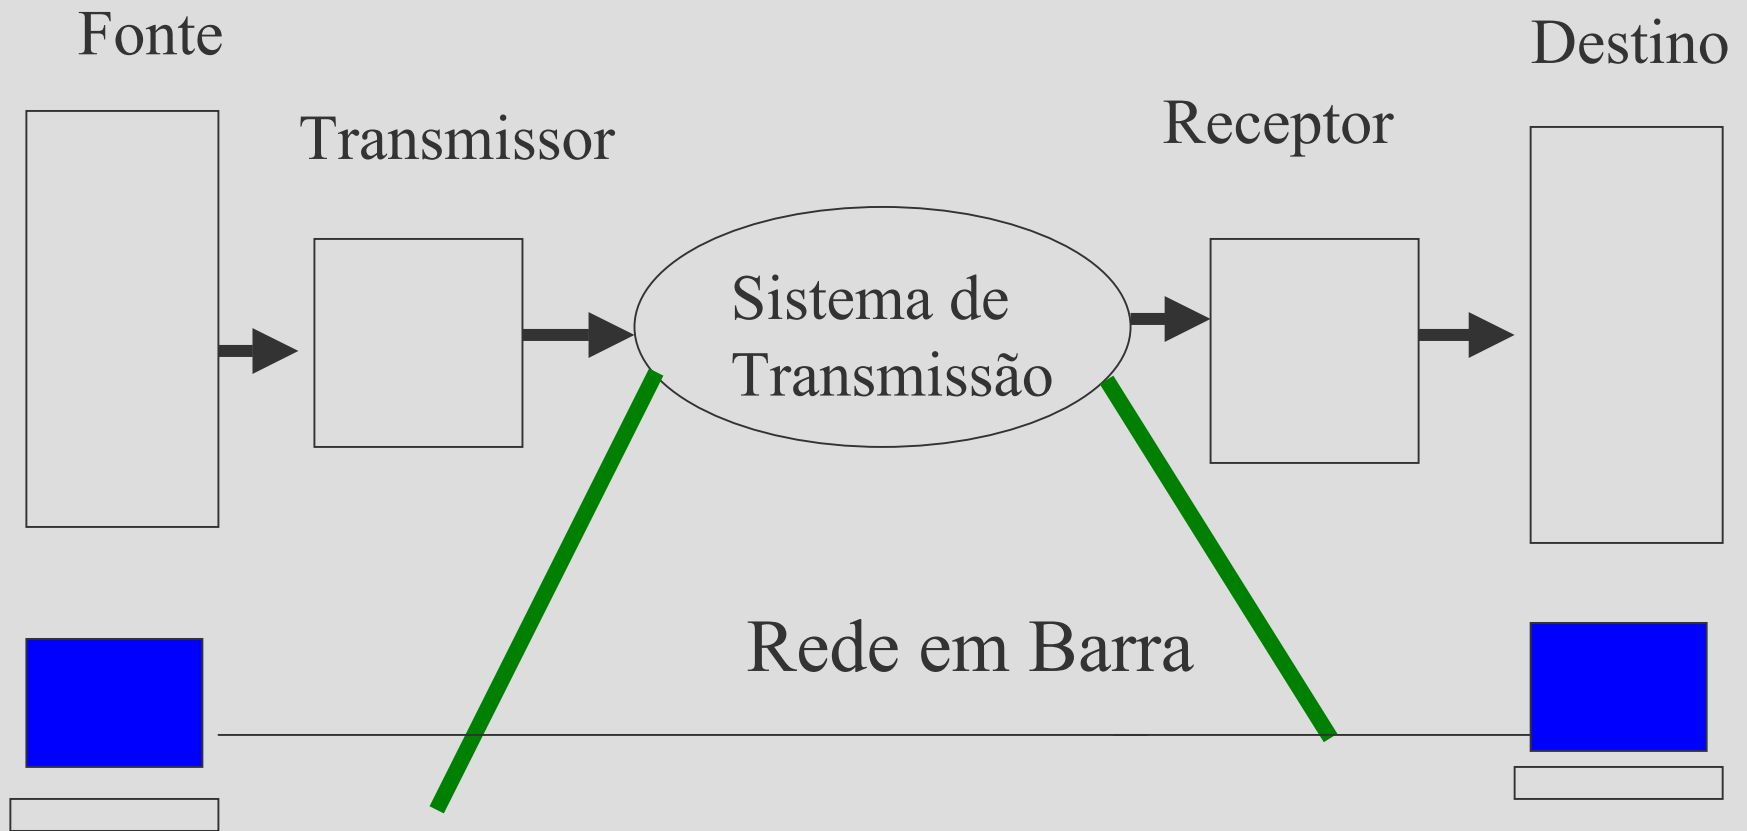 Fonte
Destino
Transmissor
Receptor
Sistema de
Transmissão
Rede em Barra